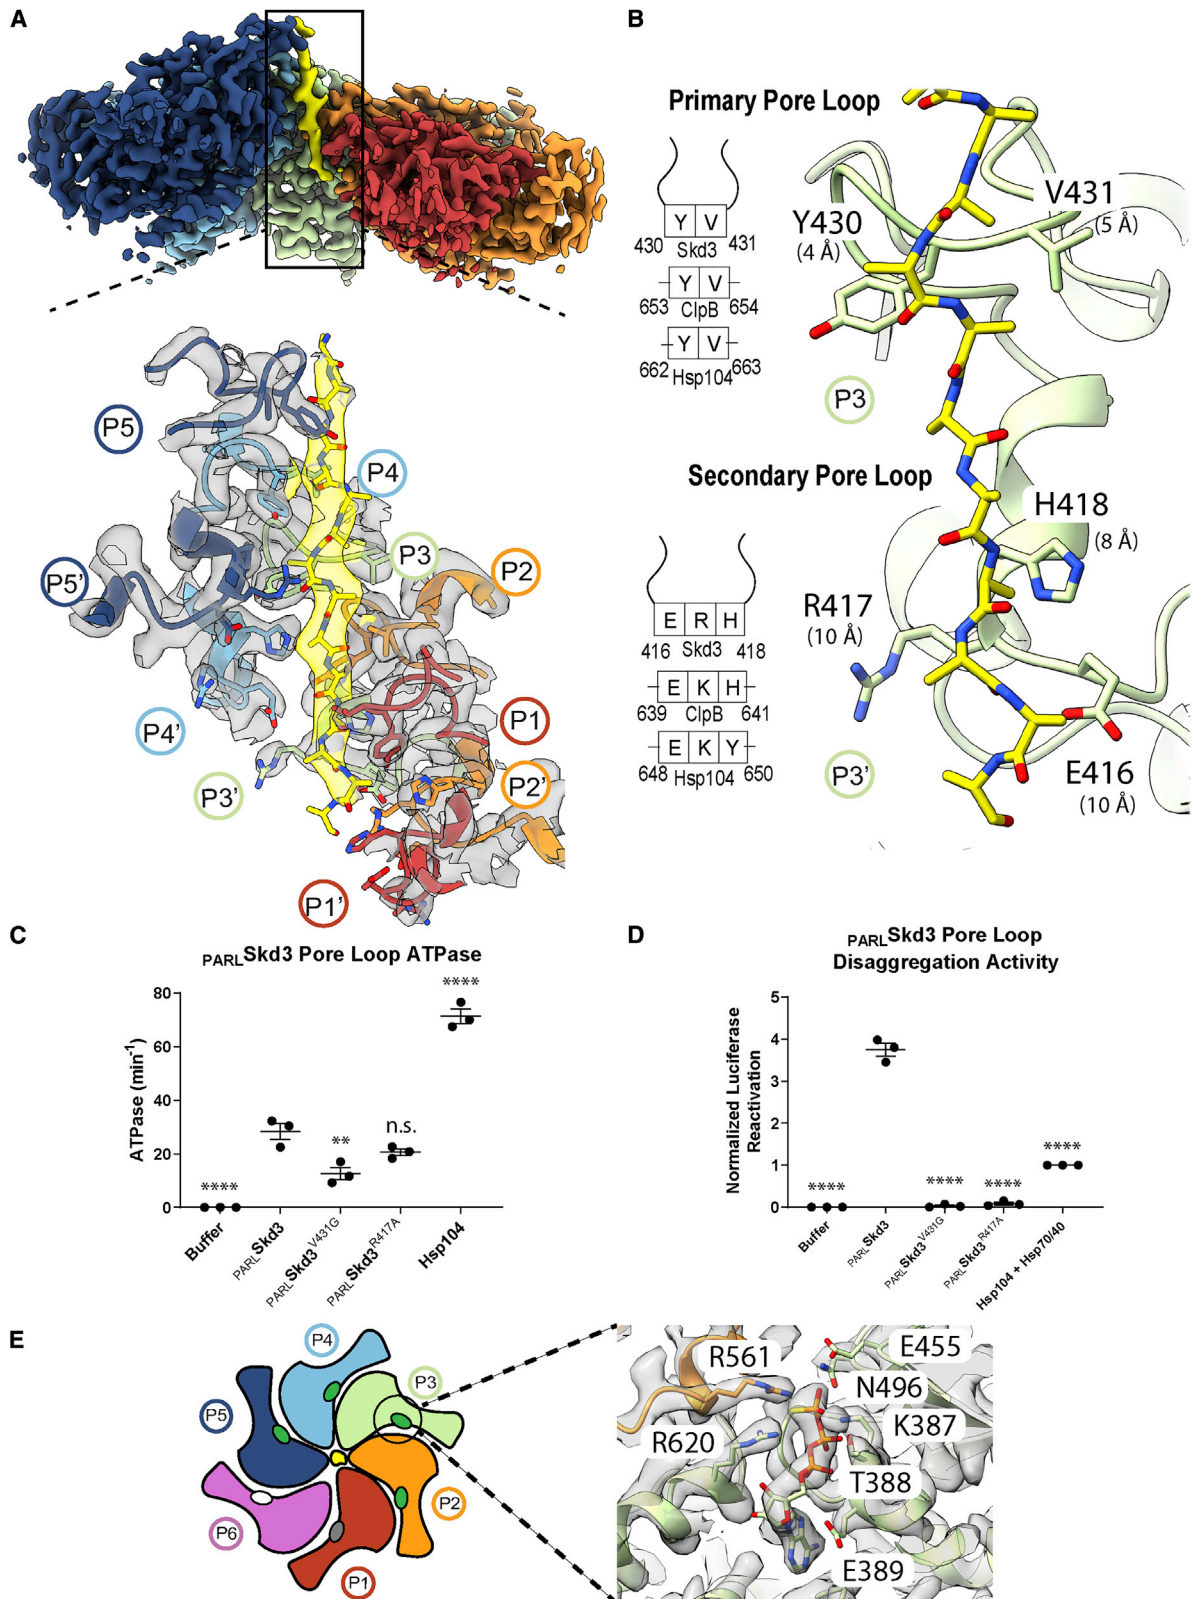 A
P5
P4
P3
P2
P5'
P4'
P1
P3'
P2'
P1'
B
Primary Pore Loop
Y V
430 Skd3 431
Y V
653 ClpB 654
Y V
662 Hsp104 663
V431
(5 Å)
Y430
(4 Å)
P3
Secondary Pore Loop
E R H
416 Skd3 418
E K H
639 ClpB 641
E K Y
648 Hsp104 650
H418
(8 Å)
R417
(10 Å)
P3'
E416
(10 Å)
C
PARLSkd3 Pore Loop ATPase
ATPase (min-1)
80
60
40
20
0
****
**
n.s.
****
Buffer
PARLSkd3
PARLSkd3V431G
PARLSkd3R417A
Hsp104
D
PARLSkd3 Pore Loop
Disaggregation Activity
Normalized Luciferase
Reactivation
5
4
3
2
1
0
****
****
****
****
Buffer
PARLSkd3
PARLSkd3V431G
PARLSkd3R417A
Hsp104 + Hsp70/40
E
P4
P3
P5
P2
P6
P1
R561
E455
N496
R620
K387
T388
E389